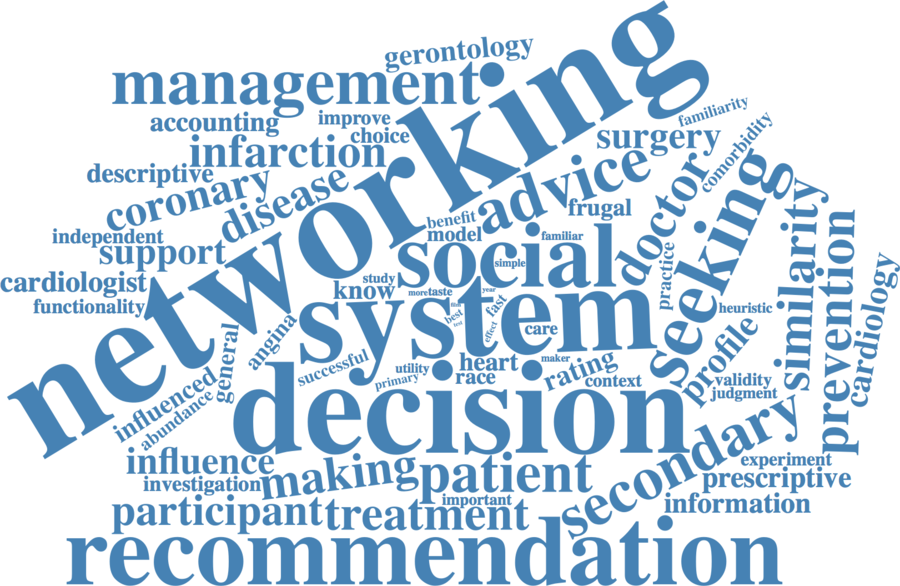 gerontology
management
networking
accounting
improve
choice
familiarity
infarction
surgery
comorbidity
descriptive
coronary
disease
advice
doctor
seeking
frugal
benefit
model
familiar
independent
support
social
similarity
prevention
practice
cardiologist
functionality
simple
study
know
more
taste
year
film
system
fast
best
test
effect
care
heuristic
cardiology
general
angina
successful
utility
heart
maker
rating
profile
primary
race
context
validity
judgment
influenced
abundance
decision
secondary
influence
investigation
making
patient
experiment
prescriptive
important
information
participant
treatment
recommendation